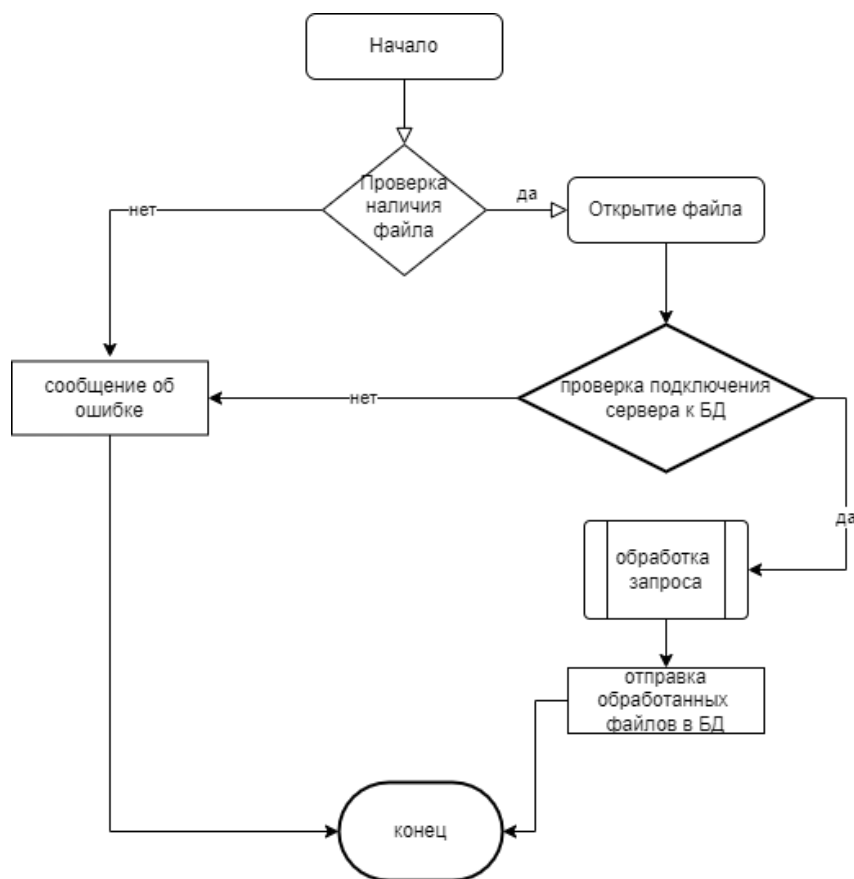 Начало
Проверка
наличия
файла
нет
да
Открытие файла
проверка подключения
сервера к БД
сообщение об
ошибке
нет
да
обработка
запроса
отправка
обработанных
файлов в БД
конец